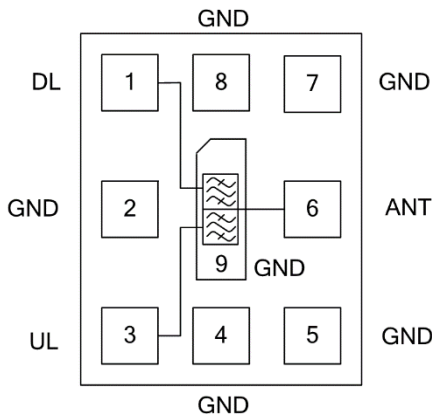 GND
DL 1 8 7 GND
GND 2 6 ANT
9 GND
UL 3 4 5 GND
GND